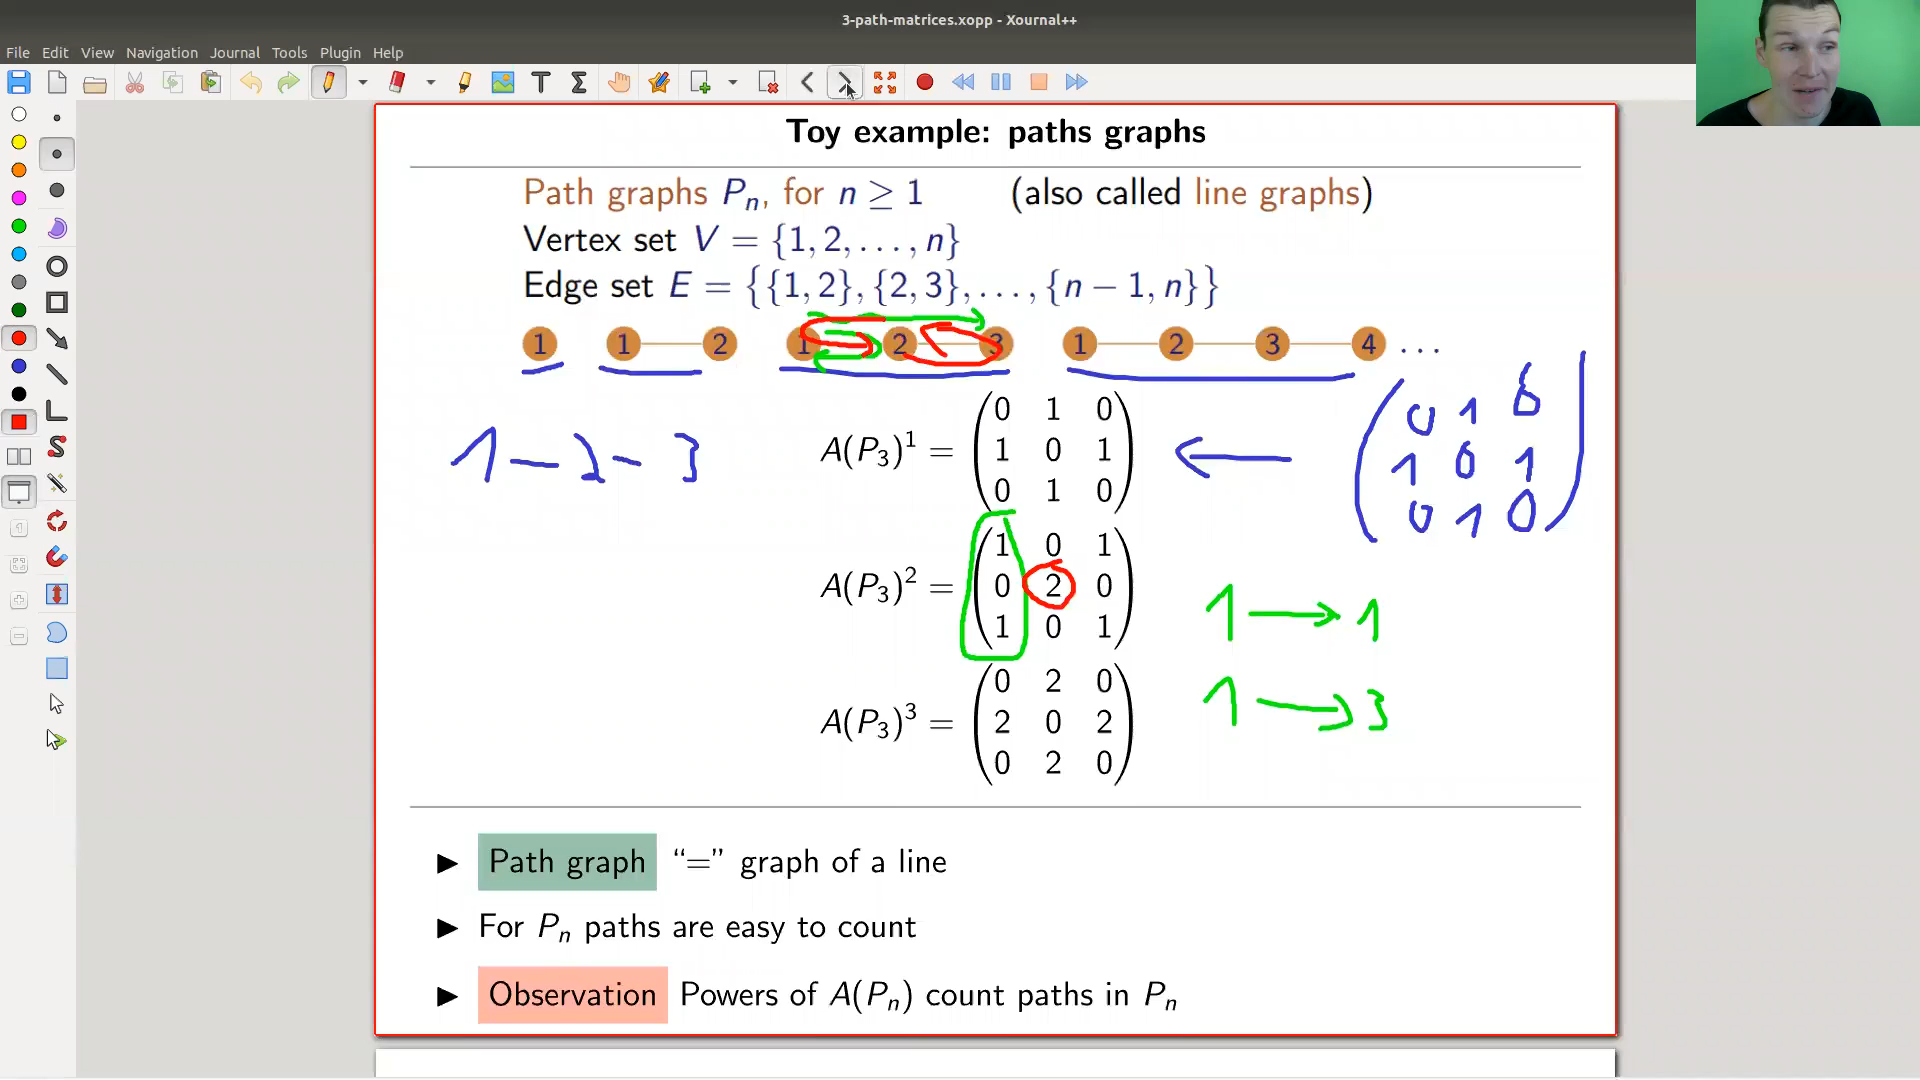 3-path-matrices.xopp - Xournal++
File Edit View Navigation Journal Tools Plugin Help
Toy example: paths graphs
Path graphs Pₙ, for n ≥ 1 (also called line graphs)
Vertex set V = {1, 2, . . . , n}
Edge set E = {{1, 2}, {2, 3}, . . . , {n − 1, n}}
1 1 2 1 2 3 1 2 3 4 . . .
1 – 2 – 3
A(P₃)¹ = (0 1 0
1 0 1
0 1 0)
← (0 1 0
1 0 1
0 1 0)
A(P₃)² = (1 0 1
0 2 0
1 0 1)
1 → 1
1 → 3
A(P₃)³ = (0 2 0
2 0 2
0 2 0)
▶ Path graph “=” graph of a line
▶ For Pₙ paths are easy to count
▶ Observation Powers of A(Pₙ) count paths in Pₙ